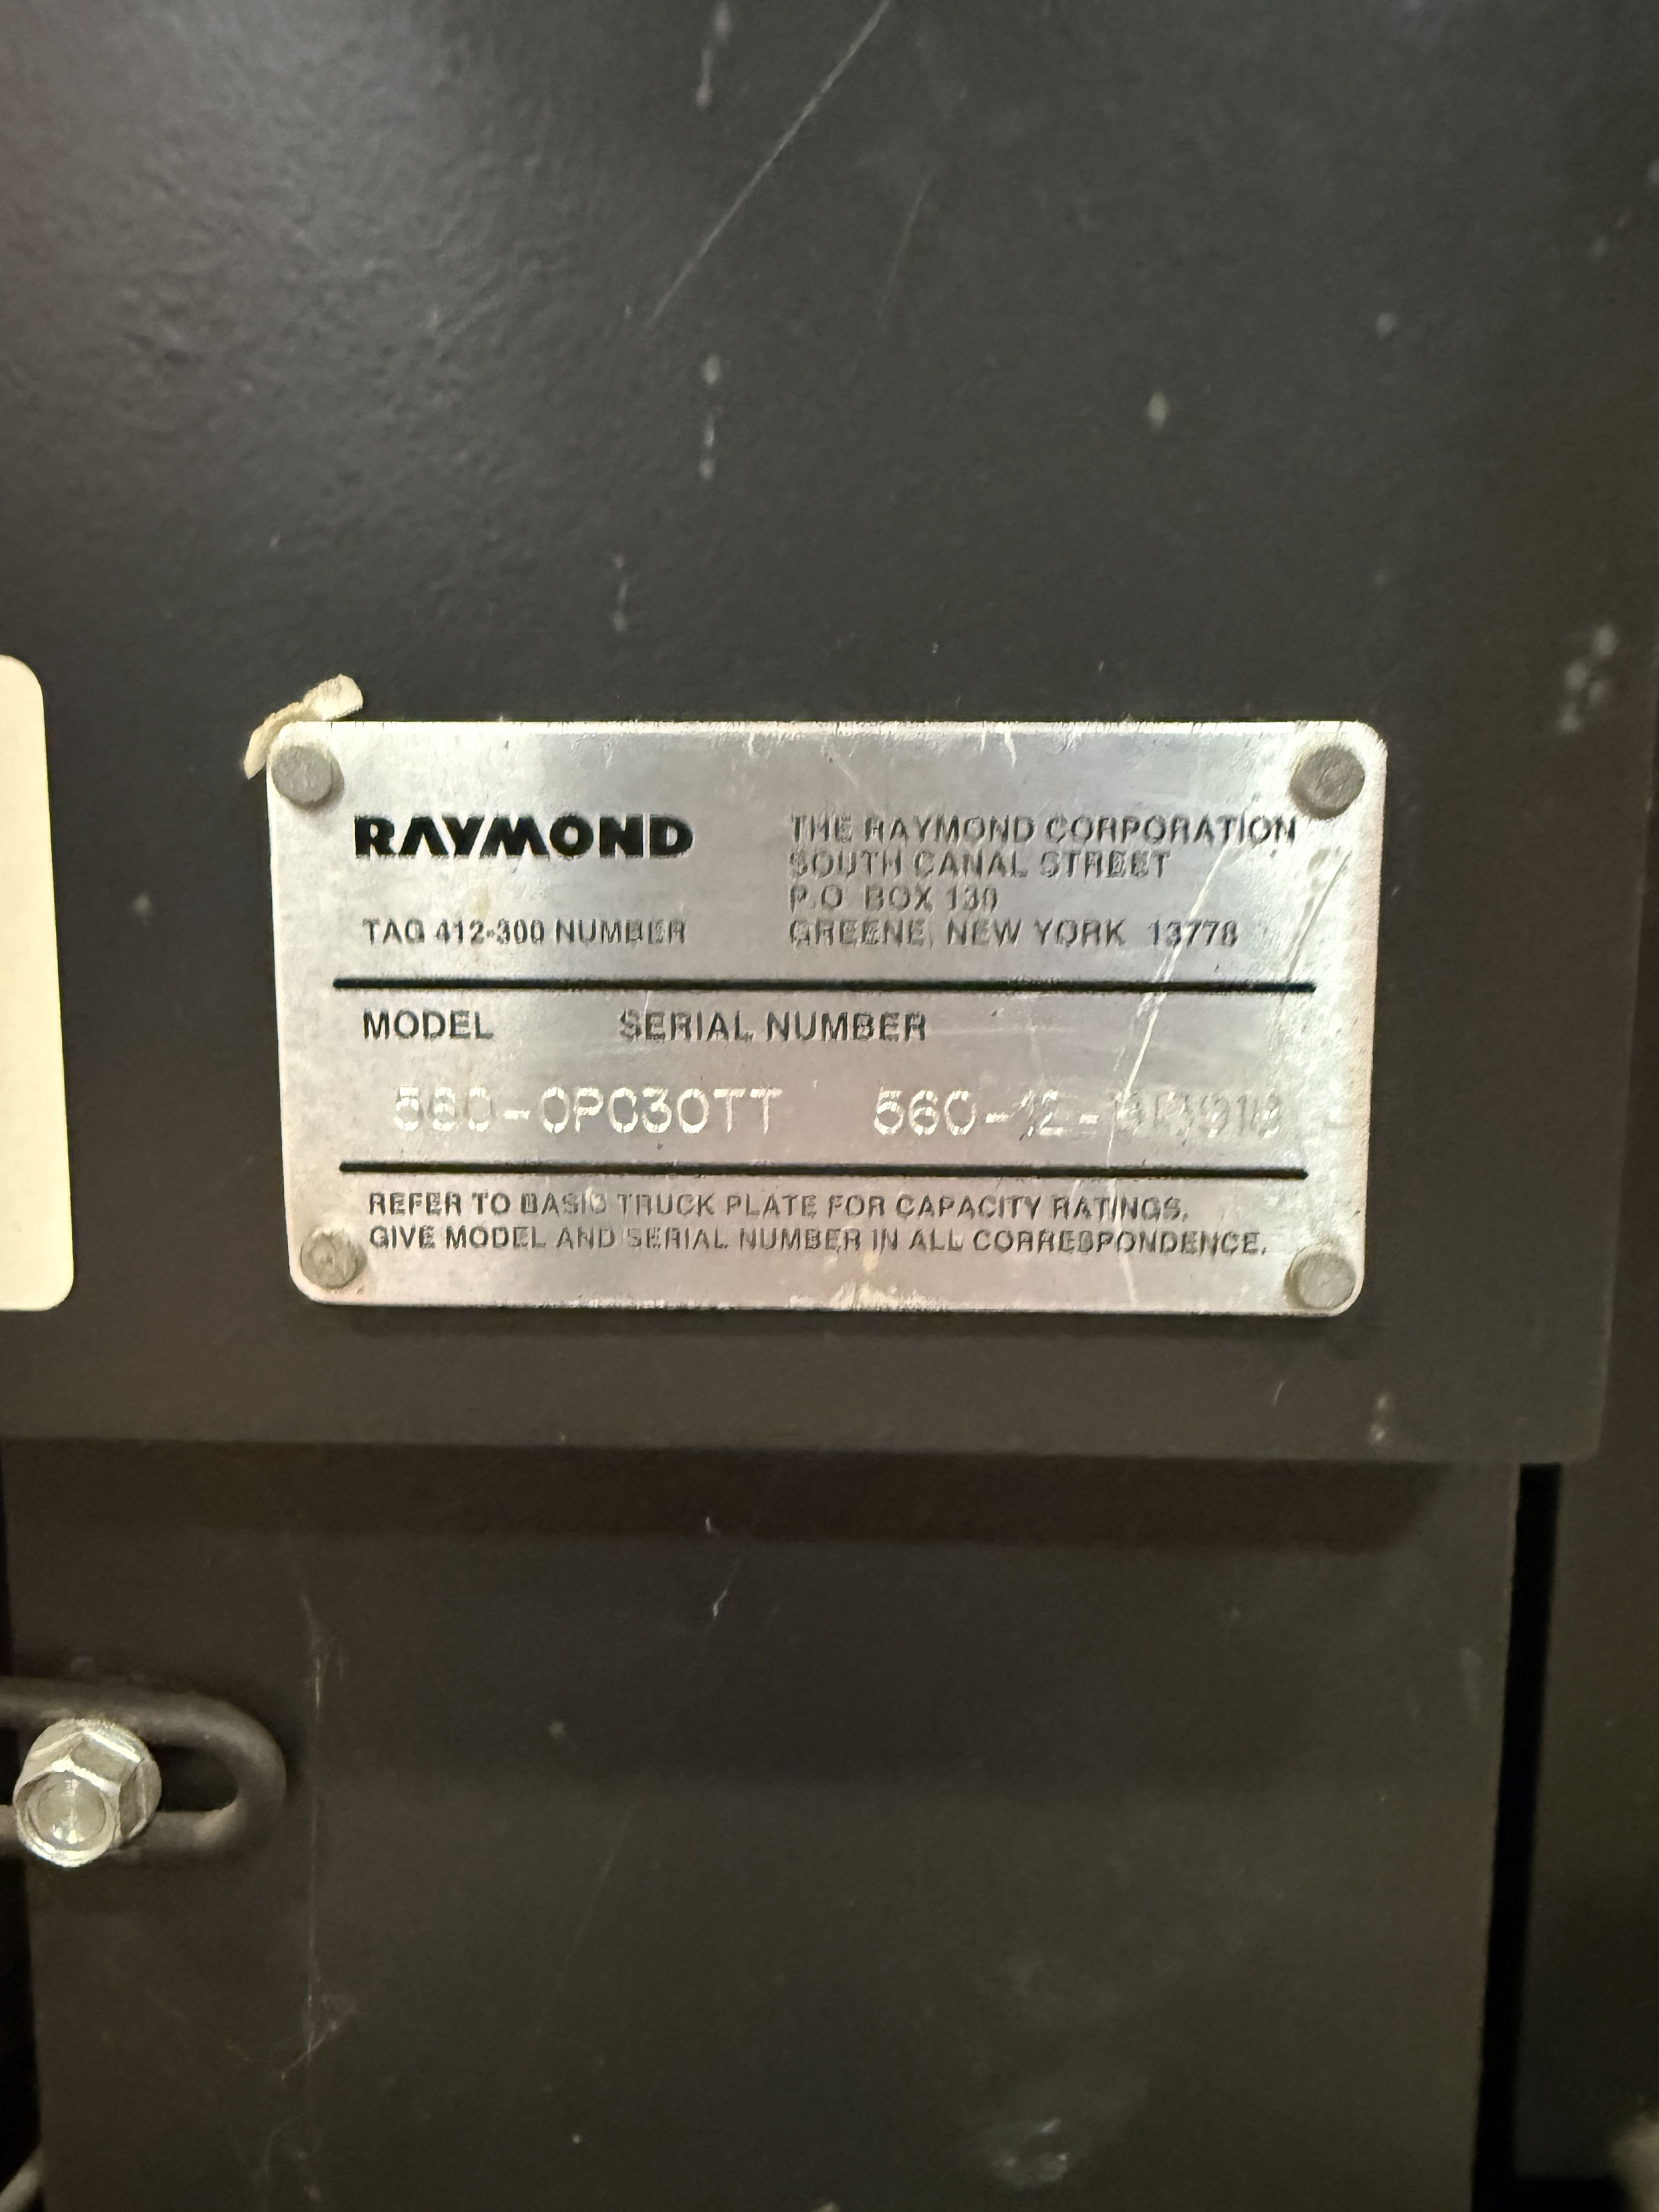 RAYMOND
THE RAYMOND CORPORATION
SOUTH CANAL STREET
P.O. BOX 130
TAG 412-300 NUMBER
GREENE, NEW YORK 13778
MODEL SERIAL NUMBER
560-OPC30TT
REFER TO BASIC TRUCK PLATE FOR CAPACITY RATINGS.
GIVE MODEL AND SERIAL NUMBER IN ALL CORRESPONDENCE.